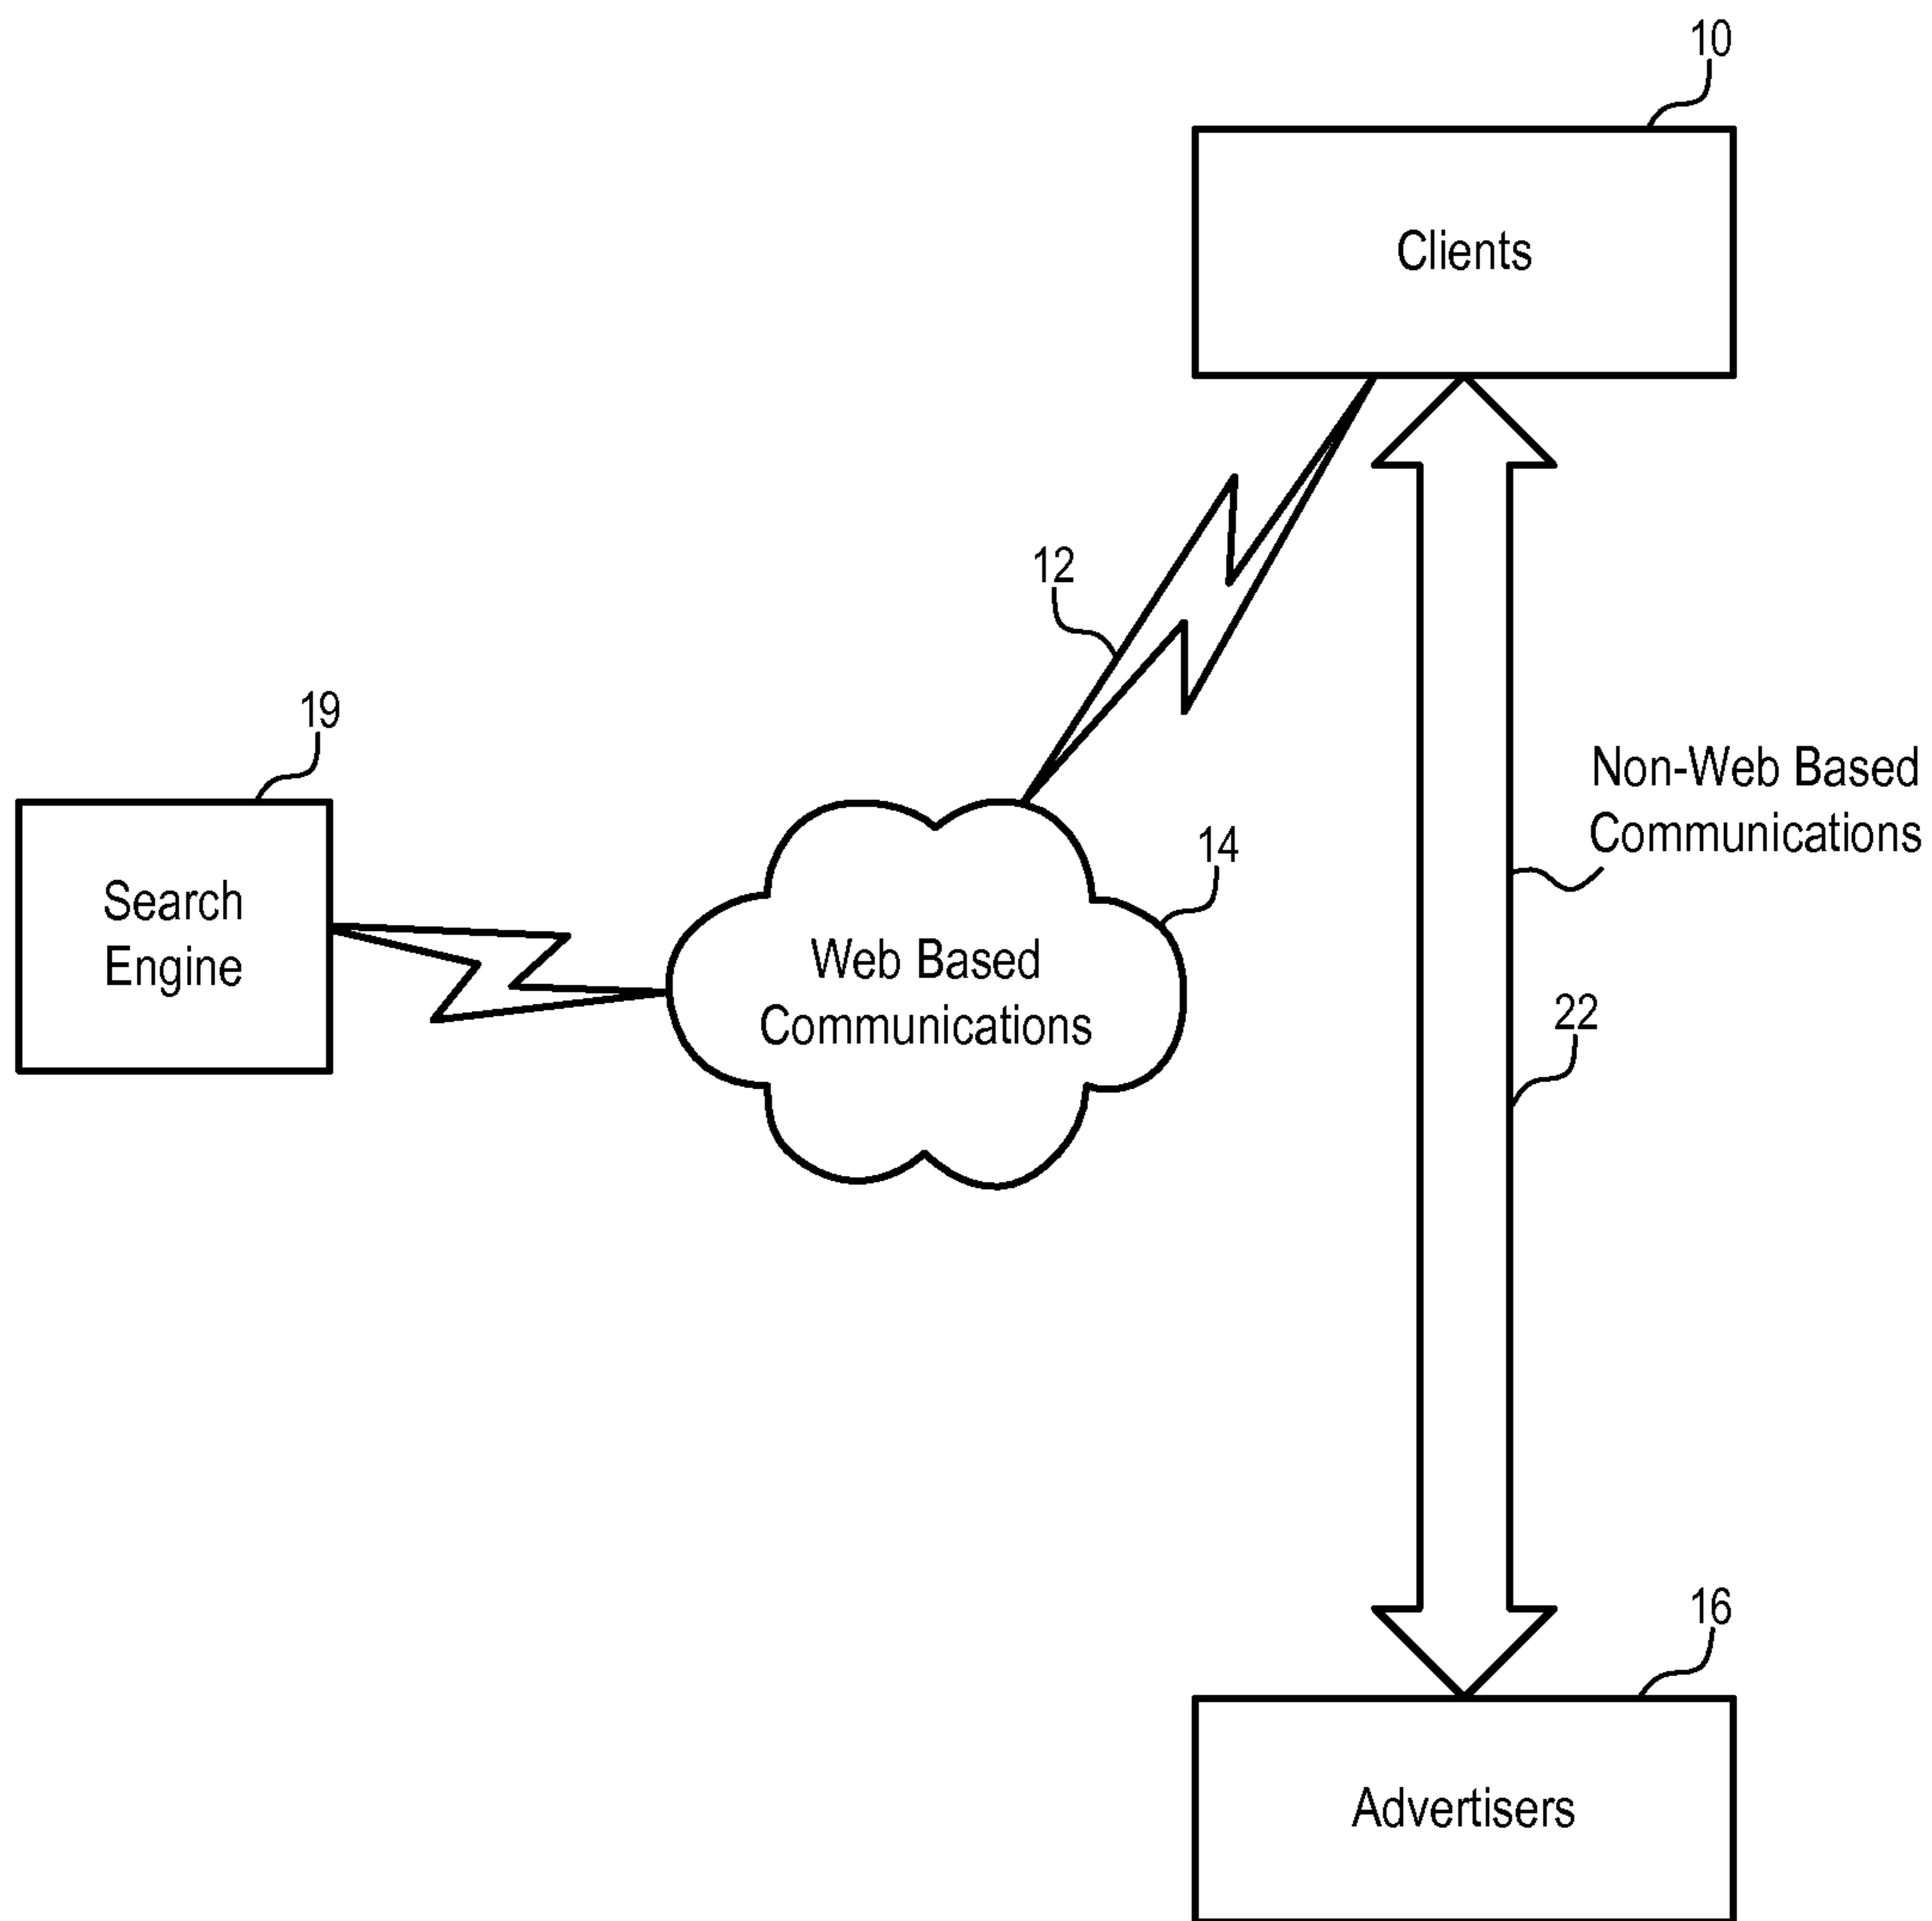 10
Clients
12
19
Non-Web Based
Communications
14
Search
Engine
Web Based
Communications
22
16
Advertisers